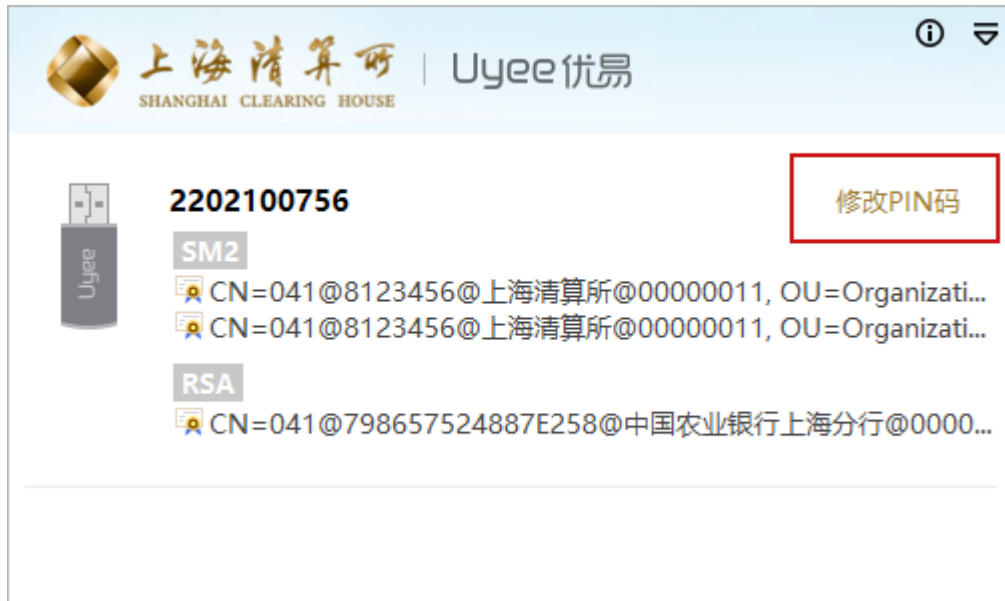 上海清算所 Uyee优易
SHANGHAI CLEARING HOUSE
2202100756 修改PIN码
Uyee
SM2
CN=041@8123456@上海清算所@00000011, OU=Organizati...
CN=041@8123456@上海清算所@00000011, OU=Organizati...
RSA
CN=041@798657524887E258@中国农业银行上海分行@0000...